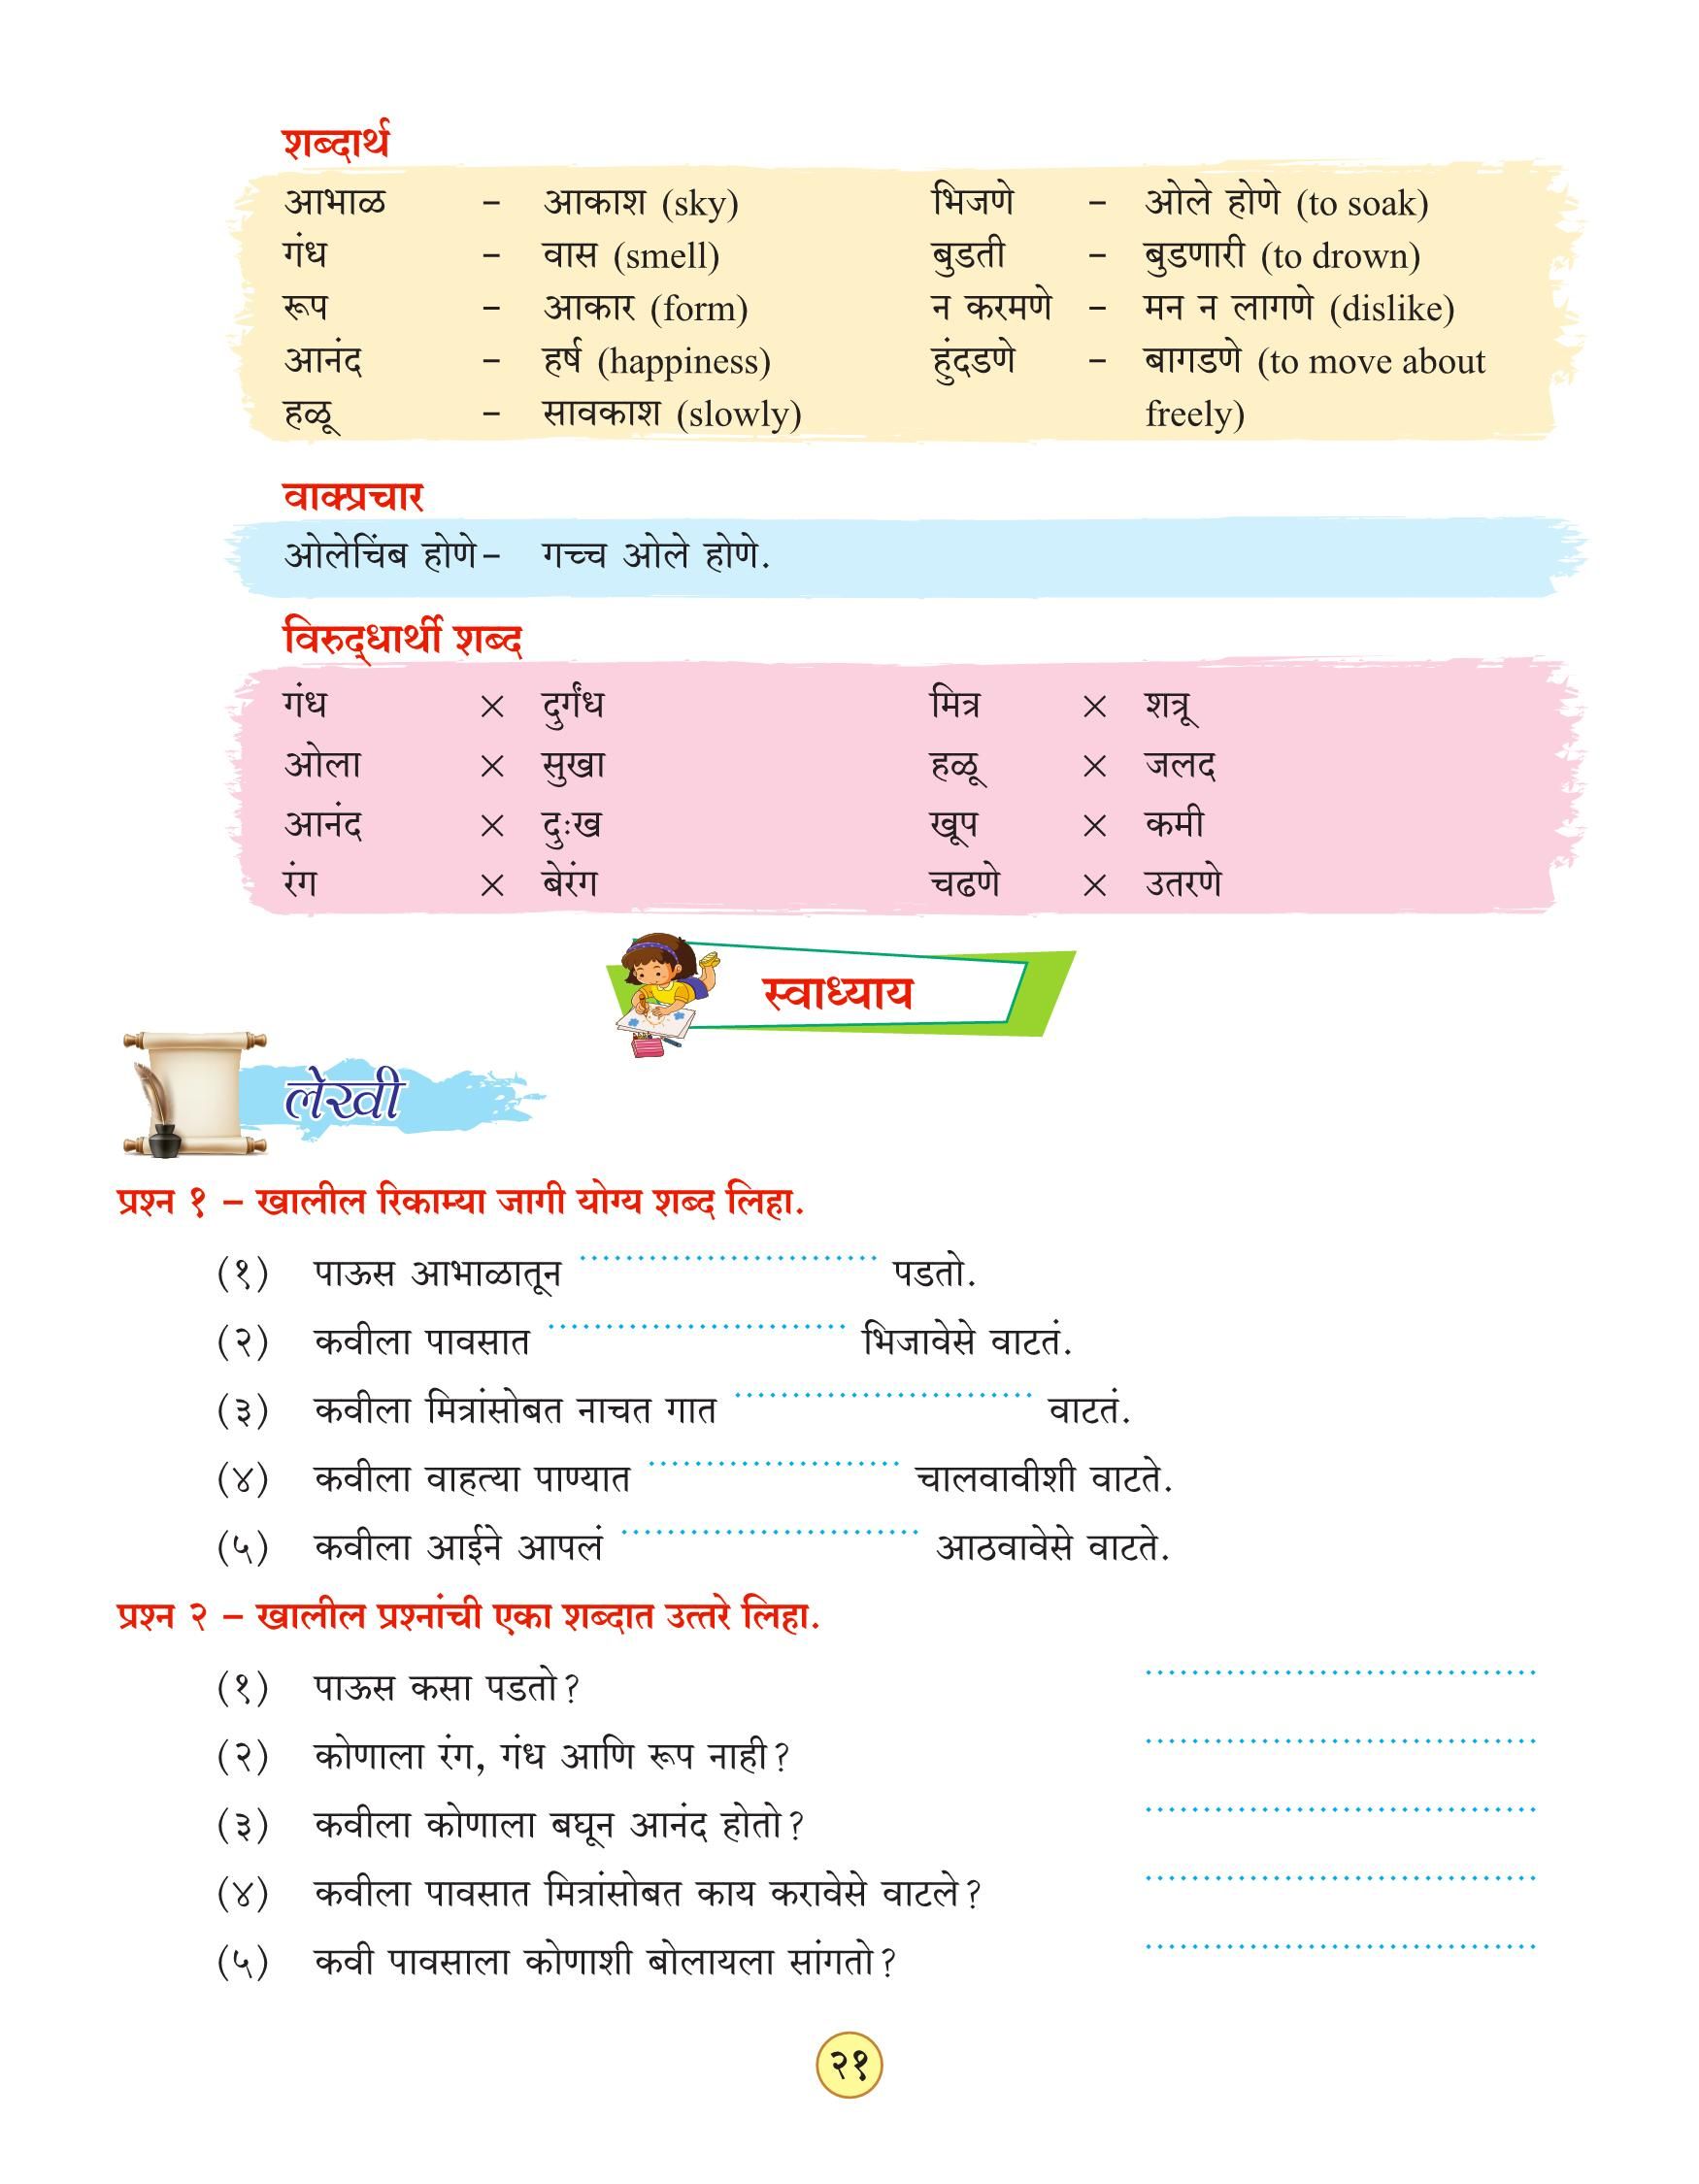 शब्दार्थ
आभाळ – आकाश (sky) भिजणे – ओले होणे (to soak)
गंध – वास (smell) बुडती – बुडणारी (to drown)
रूप – आकार (form) न करमणे – मन न लागणे (dislike)
आनंद – हर्ष (happiness) हुंदडणे – बागडणे (to move about
हळू – सावकाश (slowly) freely)
वाक्प्रचार
ओलेचिंब होणे – गच्च ओले होणे.
विरुद्धार्थी शब्द
गंध × दुर्गंध मित्र × शत्रू
ओला × सुखा हळू × जलद
आनंद × दुःख खूप × कमी
रंग × बेरंग चढणे × उतरणे
स्वाध्याय
लेखी
प्रश्न १ – खालील रिकाम्या जागी योग्य शब्द लिहा.
(१) पाऊस आभाळातून .......................... पडतो.
(२) कवीला पावसात .......................... भिजावेसे वाटतं.
(३) कवीला मित्रांसोबत नाचत गात .......................... वाटतं.
(४) कवीला वाहत्या पाण्यात ...................... चालवावीशी वाटते.
(५) कवीला आईने आपलं .......................... आठवावेसे वाटते.
प्रश्न २ – खालील प्रश्नांची एका शब्दात उत्तरे लिहा.
(१) पाऊस कसा पडतो? ..................................
(२) कोणाला रंग, गंध आणि रूप नाही? ..................................
(३) कवीला कोणाला बघून आनंद होतो? ..................................
(४) कवीला पावसात मित्रांसोबत काय करावेसे वाटले? ..................................
(५) कवी पावसाला कोणाशी बोलायला सांगतो? ..................................
२१